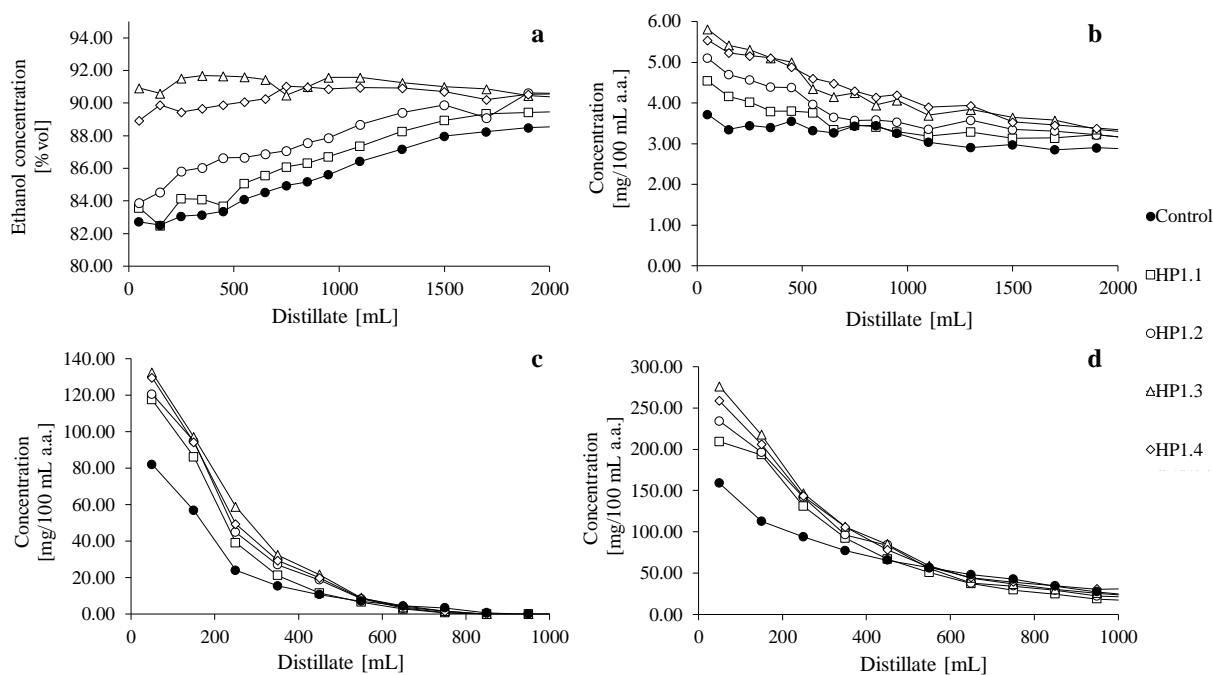 a
94.00
92.00
90.00
88.00
86.00
84.00
82.00
80.00
Ethanol concentration
[%vol]
0 500 1000 1500 2000
Distillate [mL]
b
6.00
5.00
4.00
3.00
2.00
1.00
0.00
Concentration
[mg/100 mL a.a.]
0 500 1000 1500 2000
Distillate [mL]
c
140.00
120.00
100.00
80.00
60.00
40.00
20.00
0.00
Concentration
[mg/100 mL a.a.]
0 200 400 600 800 1000
Distillate [mL]
d
300.00
250.00
200.00
150.00
100.00
50.00
0.00
Concentration
[mg/100 mL a.a.]
0 200 400 600 800 1000
Distillate [mL]
Control
HP1.1
HP1.2
HP1.3
HP1.4